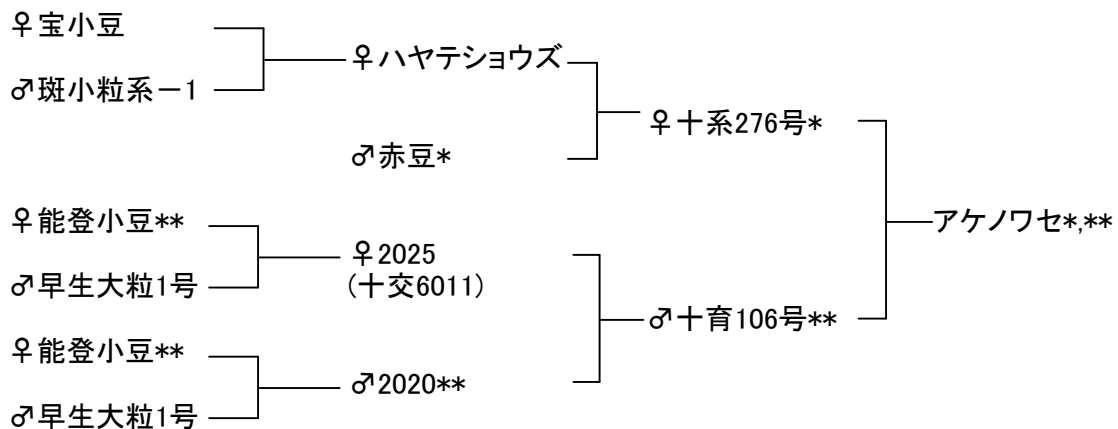 ♀宝小豆
♂斑小粒系－1
♀ハヤテショウズ
♂赤豆*
♀十系276号*
♀能登小豆**
♂早生大粒1号
♀2025
(十交6011)
♀能登小豆**
♂早生大粒1号
♂2020**
♂十育106号**
アケノワセ*,**